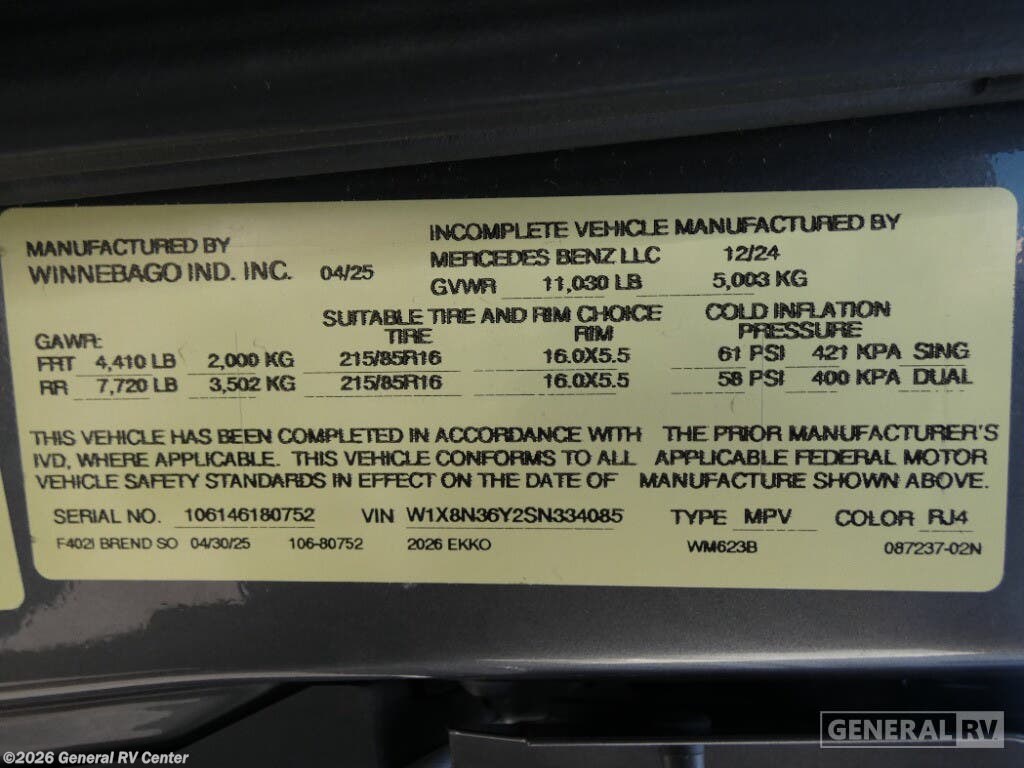 MANUFACTURED BY
WINNEBAGO IND. INC. 04/25
INCOMPLETE VEHICLE MANUFACTURED BY
MERCEDES BENZ LLC 12/24
GVWR 11,030 LB 5,003 KG
SUITABLE TIRE AND RIM CHOICE COLD INFLATION
GAWR: TIRE RIM PRESSURE
FRT 4,410 LB 2,000 KG 215/85R16 16.0X5.5 61 PSI 421 KPA SING
RR 7,720 LB 3,502 KG 215/85R16 16.0X5.5 58 PSI 400 KPA DUAL
THIS VEHICLE HAS BEEN COMPLETED IN ACCORDANCE WITH THE PRIOR MANUFACTURER'S
IVD, WHERE APPLICABLE. THIS VEHICLE CONFORMS TO ALL APPLICABLE FEDERAL MOTOR
VEHICLE SAFETY STANDARDS IN EFFECT ON THE DATE OF MANUFACTURE SHOWN ABOVE.
SERIAL NO. 106146180752 VIN W1X8N36Y2SN334085 TYPE MPV COLOR RJ4
F402I BREND SO 04/30/25 106-80752 2026 EKKO WM623B 087237-02N
GENERAL RV
©2026 General RV Center